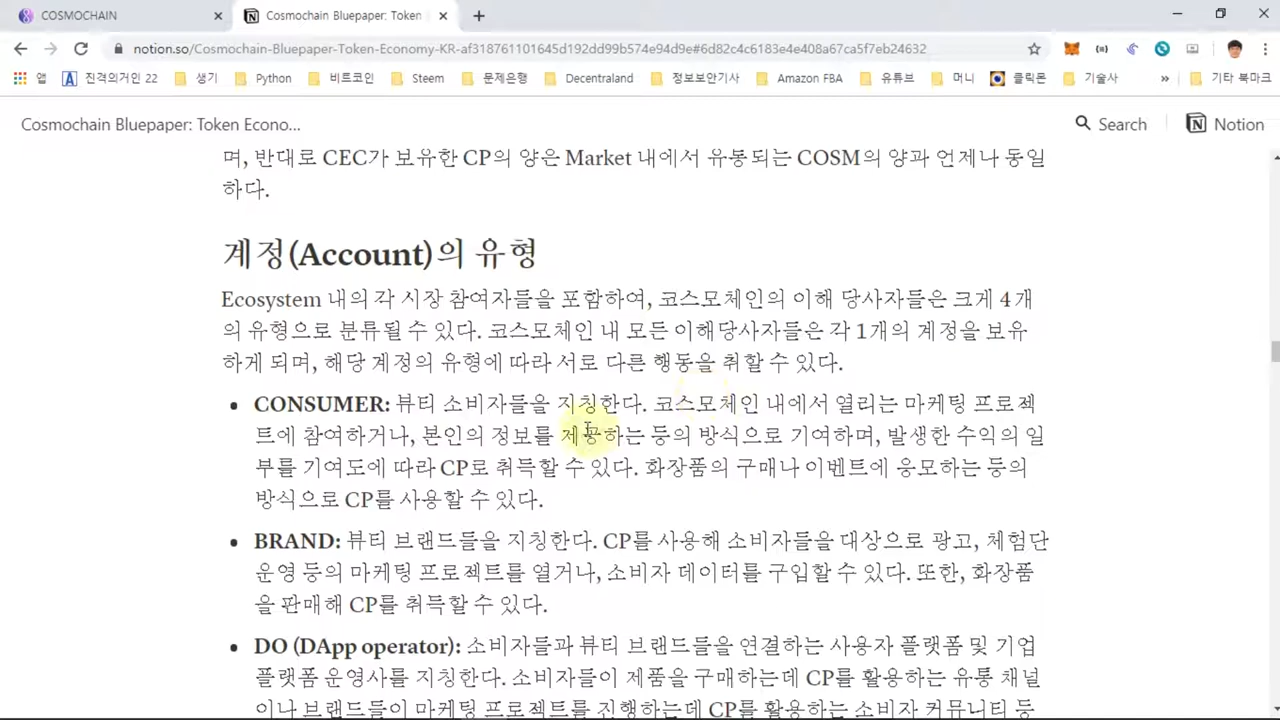 COSMOCHAIN
Cosmochain Bluepaper: Token
notion.so/Cosmochain-Bluepaper-Token-Economy-KR-af318761101645d192dd99b574e94d9e#6d82c4c6183e4e408a67ca5f7eb24632
앱 진격의거인 22 생기 Python 비트코인 Steem 문제은행 Decentraland 정보보안기사 Amazon FBA 유튜브 머니 클릭몬 기술사 » 기타 북마크
Cosmochain Bluepaper: Token Econo... Search Notion
며, 반대로 CEC가 보유한 CP의 양은 Market 내에서 유통되는 COSM의 양과 언제나 동일
하다.
계정(Account)의 유형
Ecosystem 내의 각 시장 참여자들을 포함하여, 코스모체인의 이해 당사자들은 크게 4개
의 유형으로 분류될 수 있다. 코스모체인 내 모든 이해당사자들은 각 1개의 계정을 보유
하게 되며, 해당 계정의 유형에 따라 서로 다른 행동을 취할 수 있다.
• CONSUMER: 뷰티 소비자들을 지칭한다. 코스모체인 내에서 열리는 마케팅 프로젝
트에 참여하거나, 본인의 정보를 제공하는 등의 방식으로 기여하며, 발생한 수익의 일
부를 기여도에 따라 CP로 취득할 수 있다. 화장품의 구매나 이벤트에 응모하는 등의
방식으로 CP를 사용할 수 있다.
• BRAND: 뷰티 브랜드들을 지칭한다. CP를 사용해 소비자들을 대상으로 광고, 체험단
운영 등의 마케팅 프로젝트를 열거나, 소비자 데이터를 구입할 수 있다. 또한, 화장품
을 판매해 CP를 취득할 수 있다.
• DO (DApp operator): 소비자들과 뷰티 브랜드들을 연결하는 사용자 플랫폼 및 기업
플랫폼 운영사를 지칭한다. 소비자들이 제품을 구매하는데 CP를 활용하는 유통 채널
이나 브랜드들이 마케팅 프로젝트를 진행하는데 CP를 활용하는 소비자 커뮤니티 등